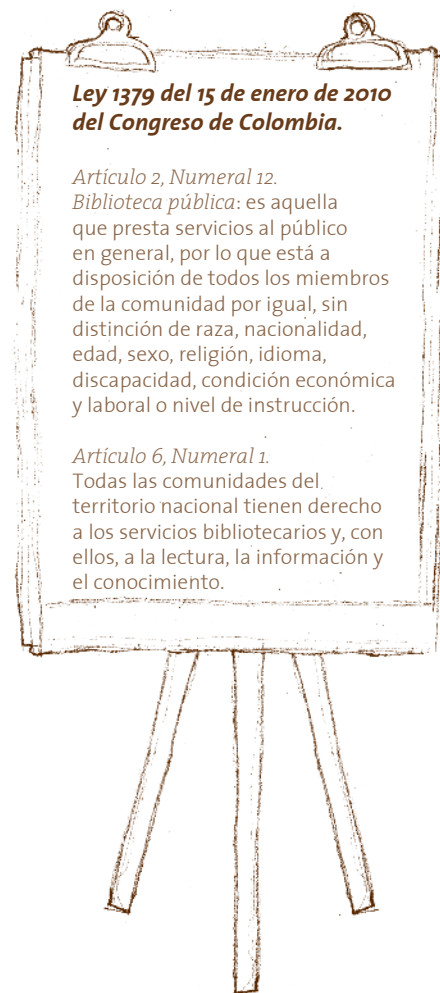 Ley 1379 del 15 de enero de 2010
del Congreso de Colombia.
Artículo 2, Numeral 12.
Biblioteca pública: es aquella
que presta servicios al público
en general, por lo que está a
disposición de todos los miembros
de la comunidad por igual, sin
distinción de raza, nacionalidad,
edad, sexo, religión, idioma,
discapacidad, condición económica
y laboral o nivel de instrucción.
Artículo 6, Numeral 1.
Todas las comunidades del
territorio nacional tienen derecho
a los servicios bibliotecarios y, con
ellos, a la lectura, la información y
el conocimiento.